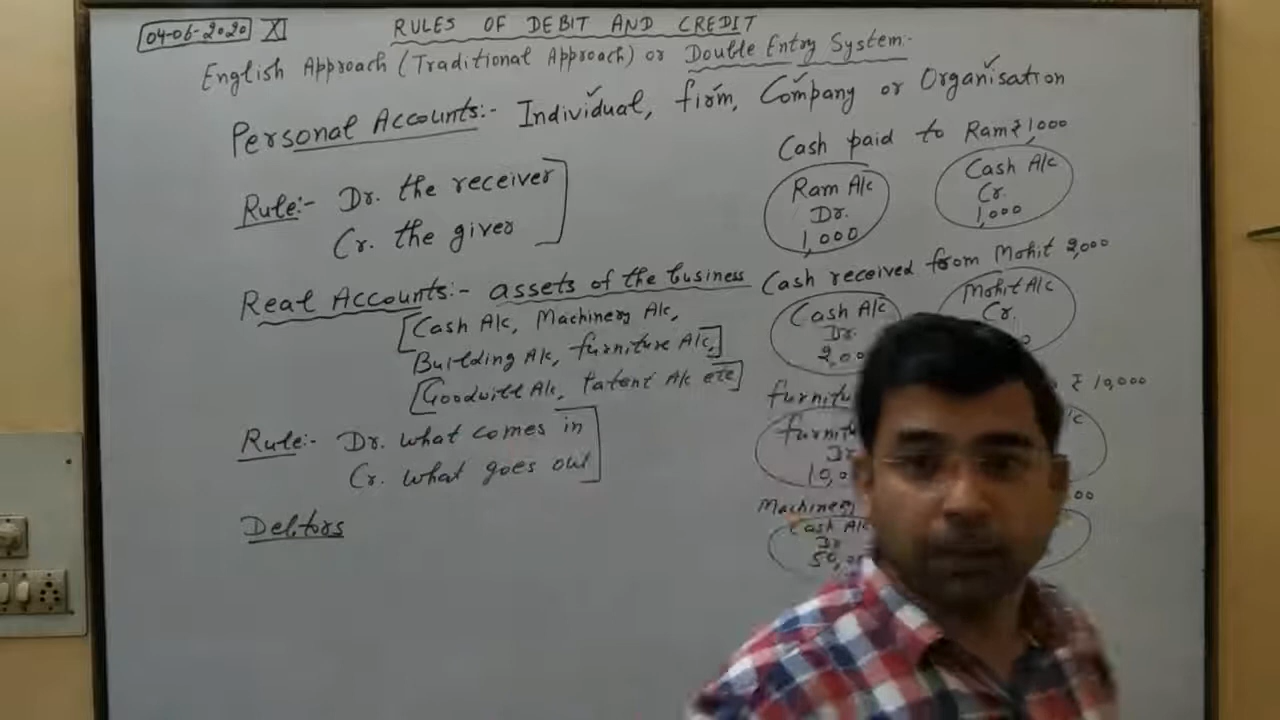 04-06-2020 XI
RULES OF DEBIT AND CREDIT
English Approach (Traditional Approach) or Double Entry System:-
Personal Accounts:- Individual, firm, Company or Organisation
Rule:- Dr. the receiver
Cr. the giver
Real Accounts:- assets of the business
[Cash A/c, Machinery A/c,
Building A/c, furniture A/c,]
[Goodwill A/c, Patent A/c etc]
Rule:- Dr. what comes in
Cr. what goes out
Debtors
Cash paid to Ram ₹ 1,000
Ram A/c
Dr.
1,000
Cash A/c
Cr.
1,000
Cash received from Mohit 2,000
Cash A/c
Dr.
2,00
Mohit A/c
Cr.
0
furnitu
₹ 10,000
furnit
Dr
10,0
Machinery
00
Cash A/c
Dr
50,00